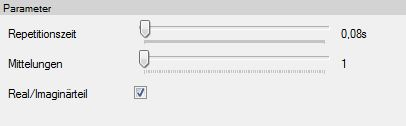 Parameter
Repetitionszeit 0,08s
Mittelungen 1
Real/Imaginärteil